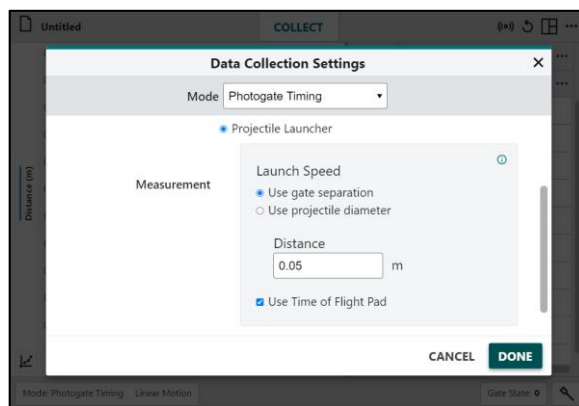 Untitled
COLLECT
Data Collection Settings
Mode Photogate Timing
Projectile Launcher
Measurement
Launch Speed
Use gate separation
Use projectile diameter
Distance
0.05 m
Use Time of Flight Pad
CANCEL DONE
Distance (m)
Mode: Photogate Timing Linear Motion
Gate State: 0